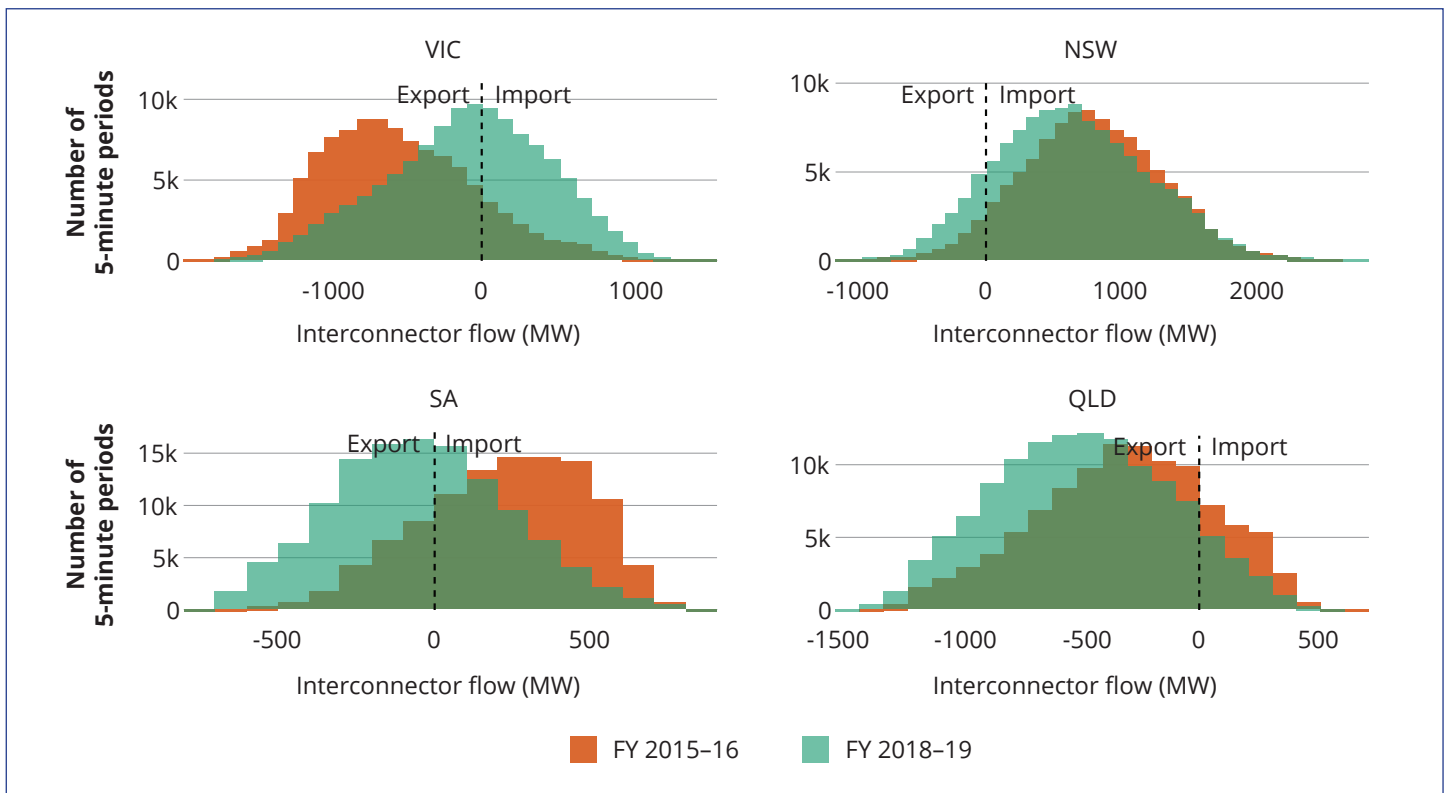 VIC
Number of
5-minute periods
10k
5k
0
Export
Import
-1000
0
1000
Interconnector flow (MW)
NSW
10k
5k
0
Export
Import
-1000
0
1000
2000
Interconnector flow (MW)
SA
Number of
5-minute periods
15k
10k
5k
0
Export
Import
-500
0
500
Interconnector flow (MW)
QLD
10k
5k
0
Export
Import
-1500
-1000
-500
0
500
Interconnector flow (MW)
FY 2015–16
FY 2018–19